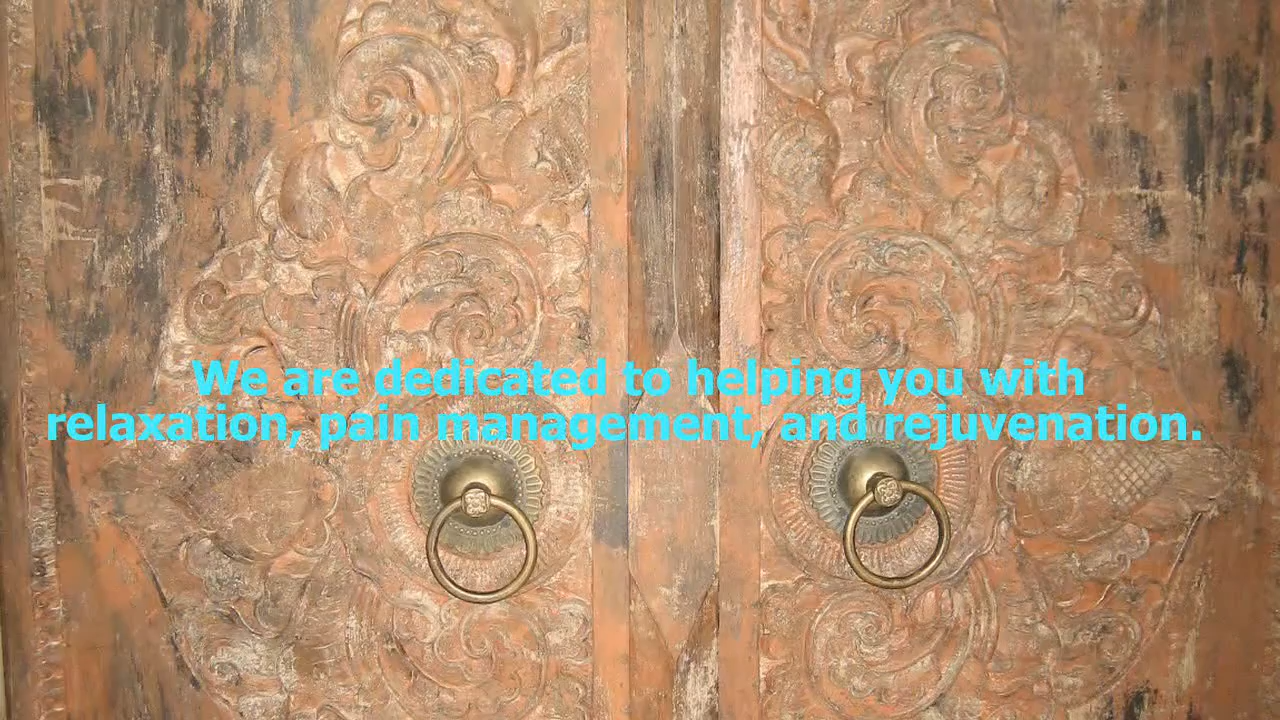 We are dedicated to helping you with
relaxation, pain management, and rejuvenation.